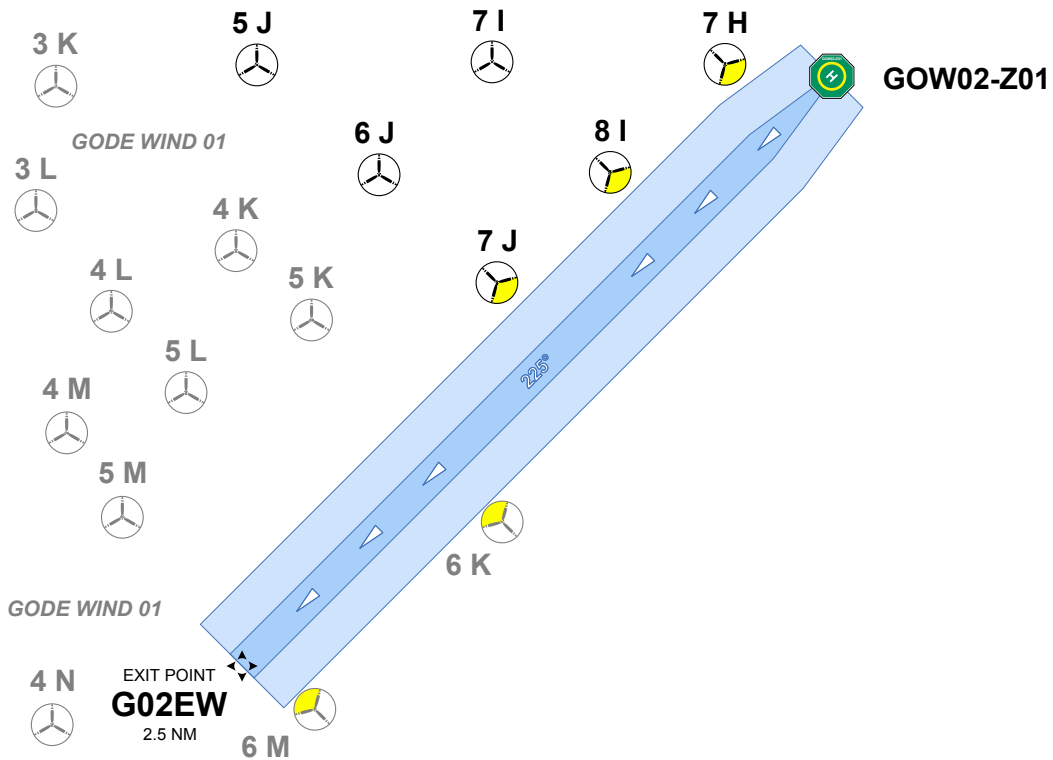 5 J
7 I
7 H
3 K
GOW02-Z01
H
GODE WIND 01
6 J
8 I
3 L
4 K
7 J
4 L
5 K
5 L
225°
4 M
5 M
6 K
GODE WIND 01
EXIT POINT
4 N
G02EW
2.5 NM
6 M